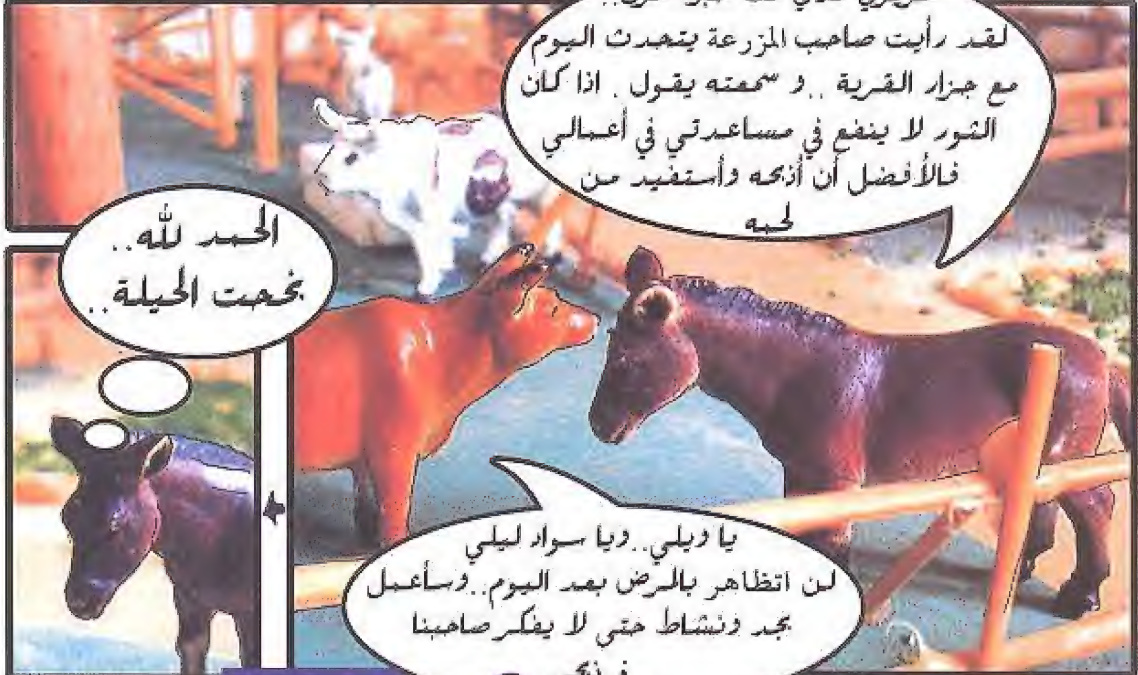 لقد رأيت صاحب المزرعة يتحدث اليوم
مع جزار القرية .. و سمعته يقول . اذا كان
الثور لا ينفع في مساعدتي في أعمالي
فالأفضل أن أذبحه وأستفيد من
لحمه
يا ويلي..ويا سواد ليلي
لن اتظاهر بالمرض بعد اليوم..وسأعمل
بجد ونشاط حتى لا يفكر صاحبنا
الحمد لله..
نجحت الحيلة..